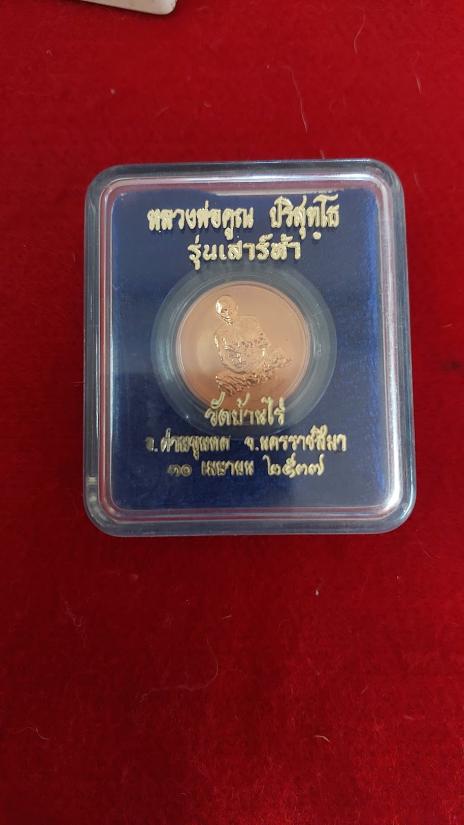 หลวงพ่อคูณ ปริสุทฺโธ
รุ่นเสาร์ห้า
วัดบ้านไร่
อ.ด่านขุนทด จ.นครราชสีมา
๓๐ เมษายน ๒๕๓๗